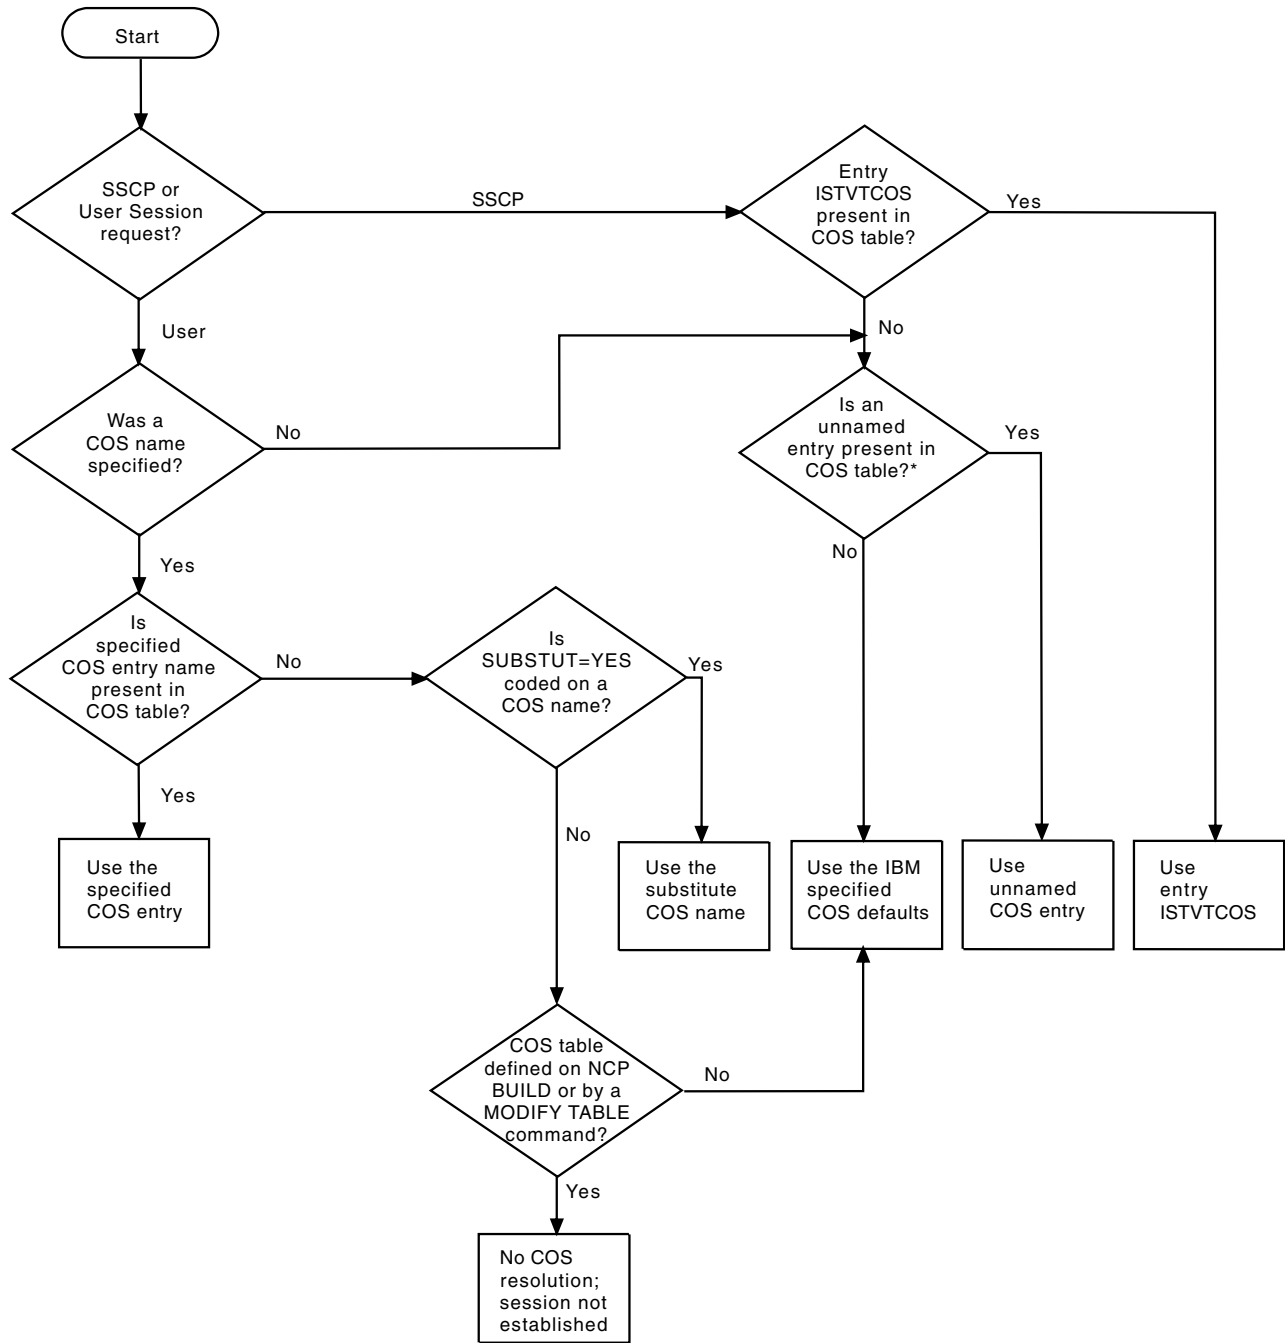 Start
SSCP or
User Session
request?
SSCP
Entry
ISTVTCOS
present in
COS table?
Yes
User
No
Was a
COS name
specified?
No
Is an
unnamed
entry present in
COS table?*
Yes
No
Yes
Is
specified
COS entry name
present in
COS table?
No
Is
SUBSTUT=YES
coded on a
COS name?
Yes
Yes
No
Use the
specified
COS entry
Use the
substitute
COS name
Use the IBM
specified
COS defaults
Use
unnamed
COS entry
Use
entry
ISTVTCOS
COS table
defined on NCP
BUILD or by a
MODIFY TABLE
command?
No
Yes
No COS
resolution;
session not
established